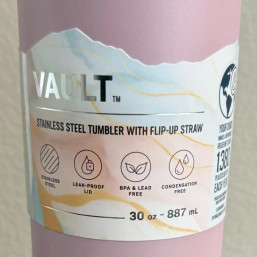 VAULT™
STAINLESS STEEL TUMBLER WITH FLIP-UP STRAW
STAINLESS STEEL
LEAK-PROOF LID
BPA & LEAD FREE
CONDENSATION FREE
30 oz - 887 mL